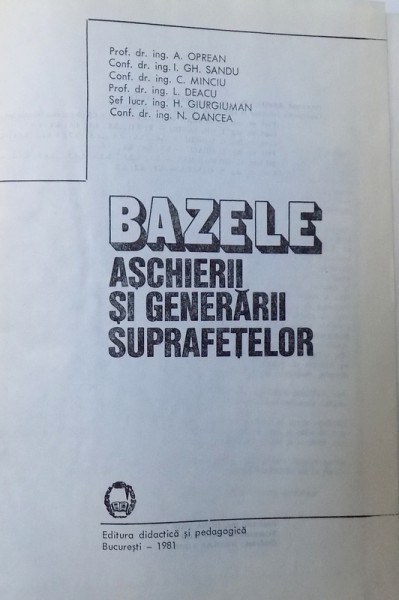 Prof. dr. ing. A. OPREAN
Conf. dr. ing. I. GH. SANDU
Conf. dr. ing. C. MINCIU
Prof. dr. ing. L. DEACU
Șef lucr. ing. H. GIURGIUMAN
Conf. dr. ing. N. OANCEA
BAZELE
AȘCHIERII
ȘI GENERĂRII
SUPRAFEȚELOR
Editura didactică și pedagogică
București – 1981